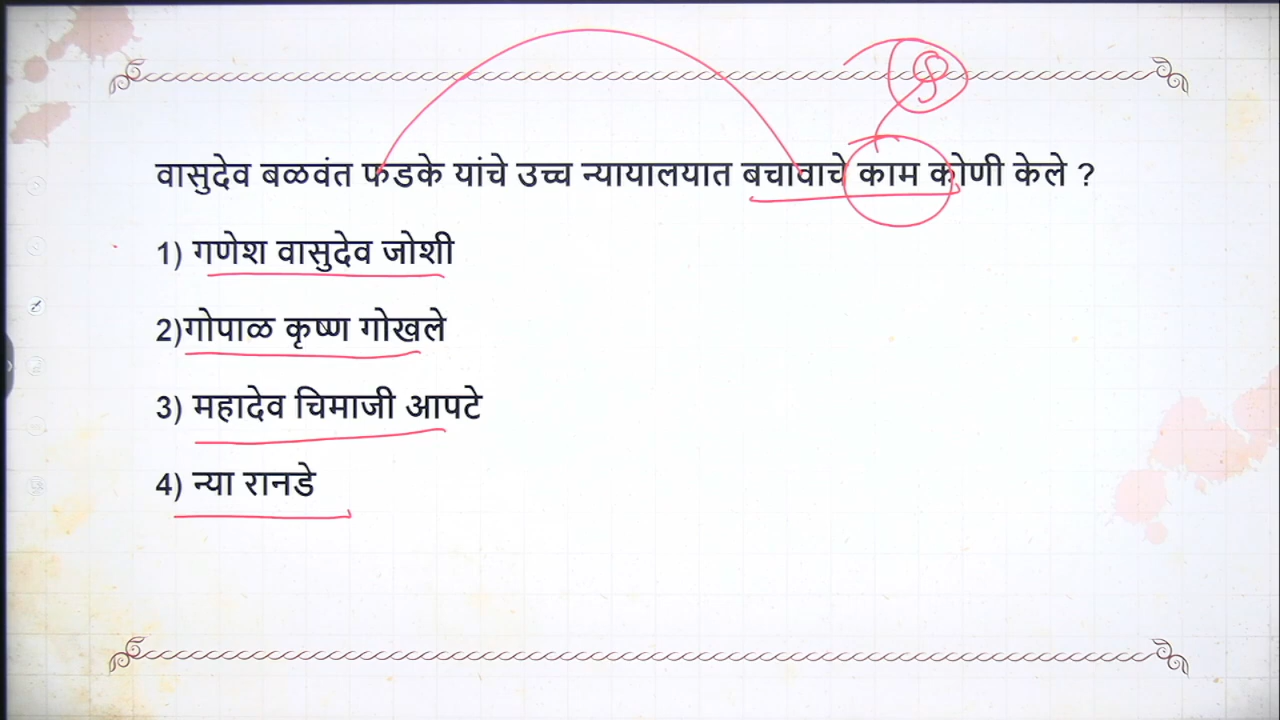 वासुदेव बळवंत फडके यांचे उच्च न्यायालयात बचावाचे काम कोणी केले ?
1) गणेश वासुदेव जोशी
2)गोपाळ कृष्ण गोखले
3) महादेव चिमाजी आपटे
4) न्या रानडे